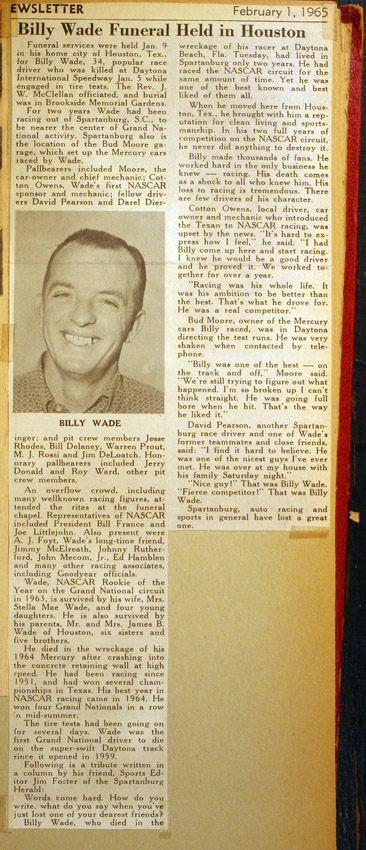 EWSLETTER
February 1, 1965
Billy Wade Funeral Held in Houston
Funeral services were held Jan. 9
in his home city of Houston, Tex.,
for Billy Wade, 34, popular race
driver who was killed at Daytona
International Speedway Jan. 5 while
engaged in tire tests. The Rev. J.
W. McClellan officiated, and burial
was in Brookside Memorial Gardens.
For two years Wade had been
racing out of Spartanburg, S.C., to
be nearer the center of Grand Na-
tional activity. Spartanburg also is
the location of the Bud Moore ga-
rage, which set up the Mercury cars
raced by Wade.
Pallbearers included Moore, the
car-owner and chief mechanic; Cot-
ton Owens, Wade's first NASCAR
sponsor and mechanic; fellow driv-
ers David Pearson and Darel Dier-
BILLY WADE
inger; and pit crew members Jesse
Rhodes, Bill Delaney, Warren Prout,
M. J. Rossi and Jim DeLoatch. Hon-
orary pallbearers included Jerry
Donald and Roy Ward, other pit
crew members.
An overflow crowd, including
many wellknown racing figures, at-
tended the rites at the funeral
chapel. Representatives of NASCAR
included President Bill France and
Joe Littlejohn. Also present were
A. J. Foyt, Wade's long-time friend,
Jimmy McElreath, Johnny Ruther-
ford, John Mecom, Jr., Ed Hamblen
and many other racing associates,
including Goodyear officials.
Wade, NASCAR Rookie of the
Year on the Grand National circuit
in 1963, is survived by his wife, Mrs.
Stella Mae Wade, and four young
daughters. He is also survived by
his parents, Mr. and Mrs. James B.
Wade of Houston, six sisters and
five brothers.
He died in the wreckage of his
1964 Mercury after crashing into
the concrete retaining wall at high
speed. He had been racing since
1951, and had won several cham-
pionships in Texas. His best year in
NASCAR racing came in 1964. He
won four Grand Nationals in a row
in mid-summer.
The tire tests had been going on
for several days. Wade was the
first Grand National driver to die
on the super-swift Daytona track
since it opened in 1959.
Following is a tribute written in
a column by his friend, Sports Ed-
itor Jim Foster of the Spartanburg
Herald:
Words come hard. How do you
write, what do you say when you've
just lost one of your dearest friends?
Billy Wade, who died in the
wreckage of his racer at Daytona
Beach, Fla. Tuesday, had lived in
Spartanburg only two years. He had
raced the NASCAR circuit for the
same amount of time. Yet he was
one of the best known and best
liked of them all.
When he moved here from Hous-
ton, Tex., he brought with him a rep-
utation for clean living and sports-
manship. In his two full years of
competition on the NASCAR circuit,
he never did anything to destroy it.
Billy made thousands of fans. He
worked hard in the only business he
knew — racing. His death comes
as a shock to all who knew him. His
loss to racing is tremendous. There
are few drivers of his character.
Cotton Owens, local driver, car
owner and mechanic who introduced
the Texan to NASCAR racing, was
upset by the news. "It's hard to ex-
press how I feel," he said. "I had
Billy come up here and start racing.
I knew he would be a good driver
and he proved it. We worked to-
gether for over a year.
"Racing was his whole life. It
was his ambition to be better than
the best. That's what he drove for.
He was a real competitor."
Bud Moore, owner of the Mercury
cars Billy raced, was in Daytona
directing the test runs. He was very
shaken when contacted by tele-
phone.
"Billy was one of the best — on
the track and off," Moore said.
"We're still trying to figure out what
happened. I'm so broken up I can't
think straight. He was going full
bore when he hit. That's the way
he liked it."
David Pearson, another Spartan-
burg race driver and one of Wade's
former teammates and close friends,
said: "I find it hard to believe. He
was one of the nicest guys I've ever
met. He was over at my house with
his family Saturday night."
"Nice guy!" That was Billy Wade.
"Fierce competitor!" That was Billy
Wade.
Spartanburg, auto racing and
sports in general have lost a great
one.